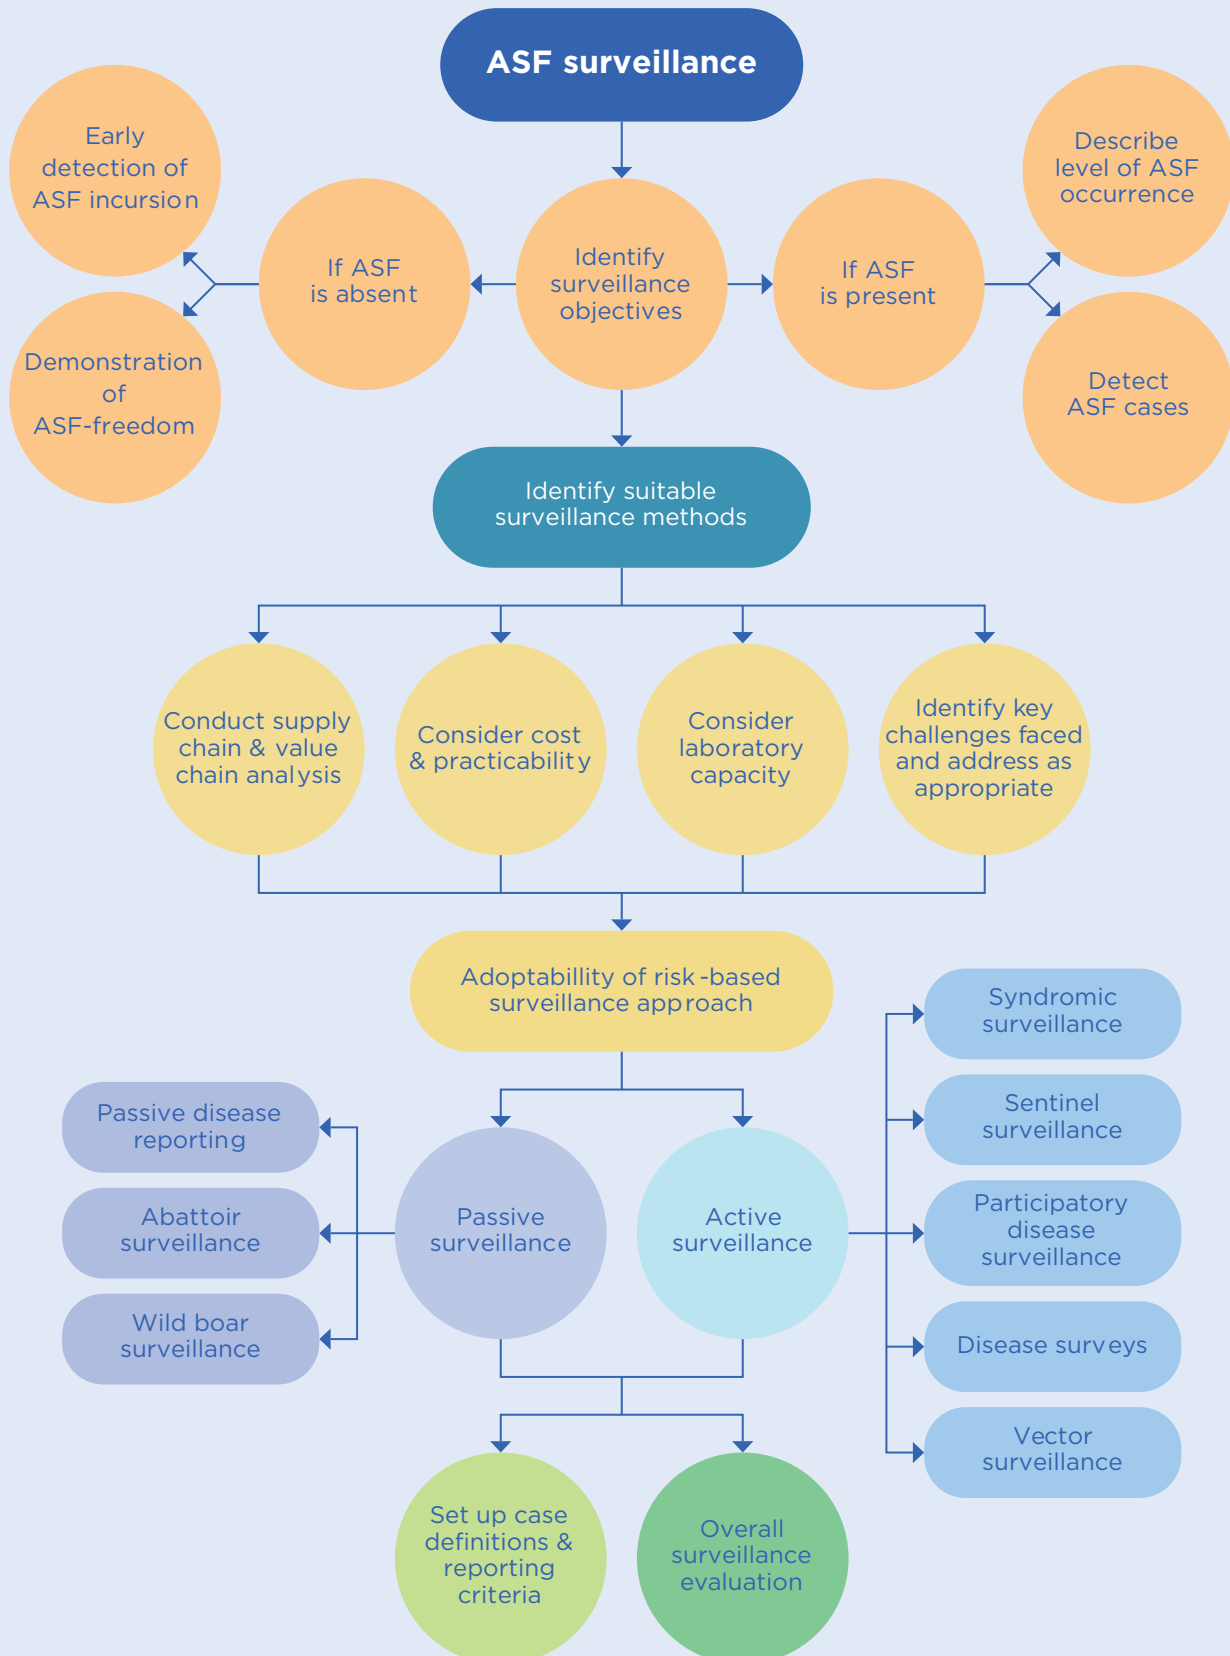 ASF surveillance
Early
detection of
ASF incursion
Describe
level of ASF
occurrence
If ASF
is absent
Identify
surveillance
objectives
If ASF
is present
Demonstration
of
ASF-freedom
Detect
ASF cases
Identify suitable
surveillance methods
Conduct supply
chain & value
chain analysis
Consider cost
& practicability
Consider
laboratory
capacity
Identify key
challenges faced
and address as
appropriate
Adoptabillity of risk-based
surveillance approach
Passive disease
reporting
Abattoir
surveillance
Wild boar
surveillance
Passive
surveillance
Active
surveillance
Syndromic
surveillance
Sentinel
surveillance
Participatory
disease
surveillance
Disease surveys
Vector
surveillance
Set up case
definitions &
reporting
criteria
Overall
surveillance
evaluation